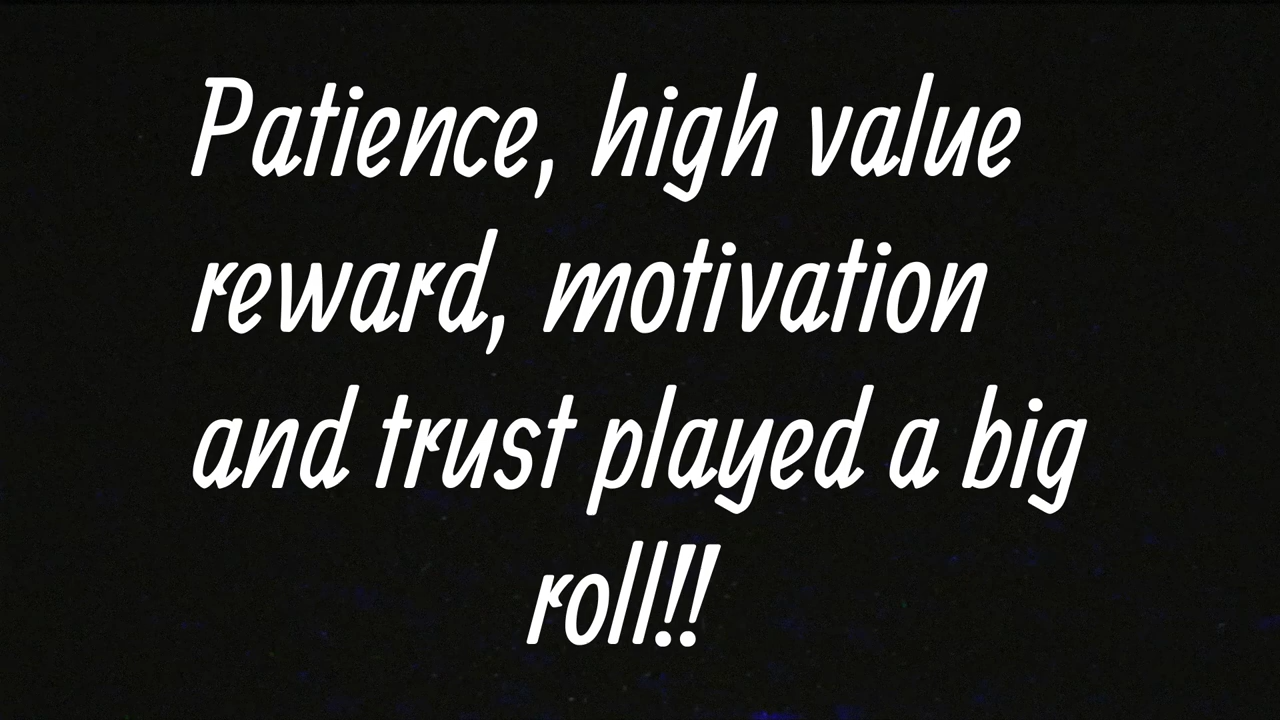 Patience, high value
reward, motivation
and trust played a big
roll!!!